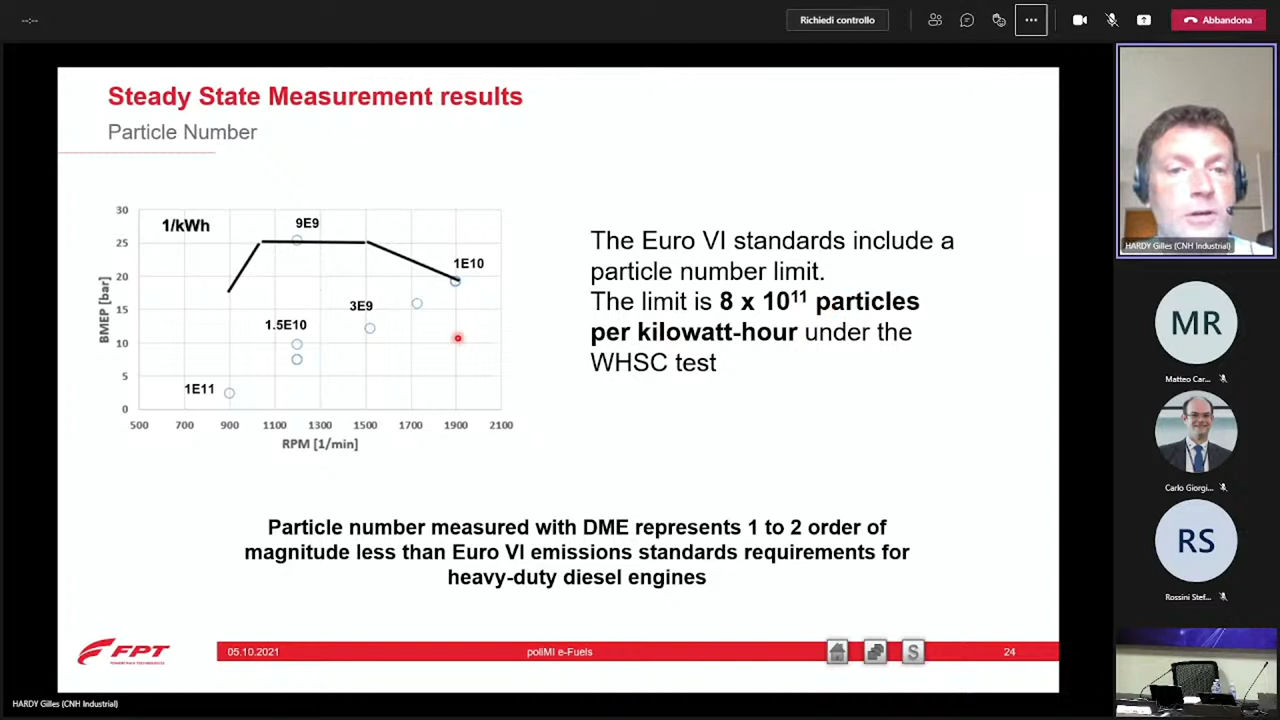 --:--
Richiedi controllo
Abbandona
Steady State Measurement results
Particle Number
30
25
20
15
10
5
0
BMEP [bar]
1/kWh
9E9
1E10
3E9
1.5E10
1E11
500 700 900 1100 1300 1500 1700 1900 2100
RPM [1/min]
The Euro VI standards include a
particle number limit.
The limit is 8 x 10¹¹ particles
per kilowatt-hour under the
WHSC test
Particle number measured with DME represents 1 to 2 order of
magnitude less than Euro VI emissions standards requirements for
heavy-duty diesel engines
FPT
05.10.2021
poliMI e-Fuels
S
24
HARDY Gilles (CNH Industrial)
HARDY Gilles (CNH Industrial)
MR
Matteo Car...
Carlo Giorgi...
RS
Rossini Stef...